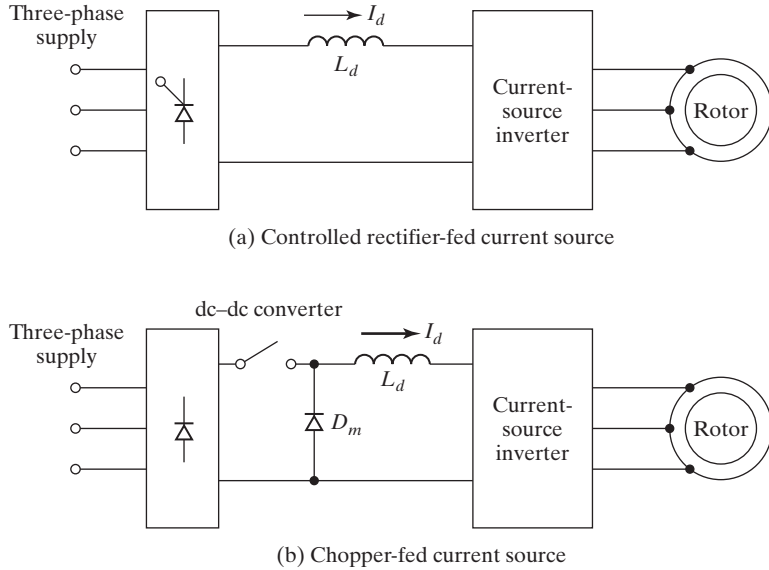 Three-phase
supply
I_d
L_d
Current-
source
inverter
Rotor
(a) Controlled rectifier-fed current source
dc–dc converter
Three-phase
supply
I_d
L_d
D_m
Current-
source
inverter
Rotor
(b) Chopper-fed current source